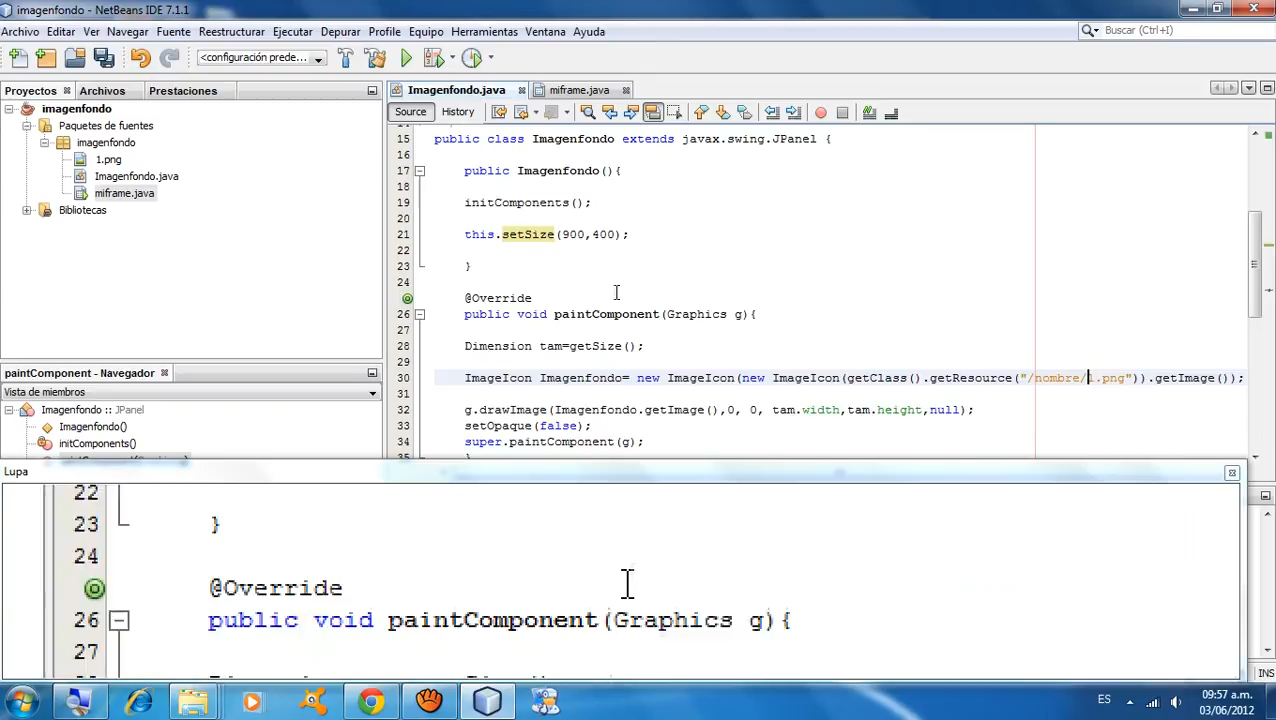 imagenfondo - NetBeans IDE 7.1.1
Archivo Editar Ver Navegar Fuente Reestructurar Ejecutar Depurar Profile Equipo Herramientas Ventana Ayuda
Buscar (Ctrl+I)
<configuración prede...
Proyectos Archivos Prestaciones
imagenfondo
Paquetes de fuentes
imagenfondo
1.png
Imagenfondo.java
miframe.java
Bibliotecas
paintComponent - Navegador
Vista de miembros
Imagenfondo :: JPanel
Imagenfondo()
initComponents()
Imagenfondo.java miframe.java
Source History
15 public class Imagenfondo extends javax.swing.JPanel {
16
17 public Imagenfondo(){
18
19 initComponents();
20
21 this.setSize(900,400);
22
23 }
24
@Override
26 public void paintComponent(Graphics g){
27
28 Dimension tam=getSize();
29
30 ImageIcon Imagenfondo= new ImageIcon(new ImageIcon(getClass().getResource("/nombre/1.png")).getImage());
31
32 g.drawImage(Imagenfondo.getImage(),0, 0, tam.width,tam.height,null);
33 setOpaque(false);
34 super.paintComponent(g);
35 }
Lupa
22
23 }
24
@Override
26 public void paintComponent(Graphics g){
27
INS
ES
09:57 a.m.
03/06/2012